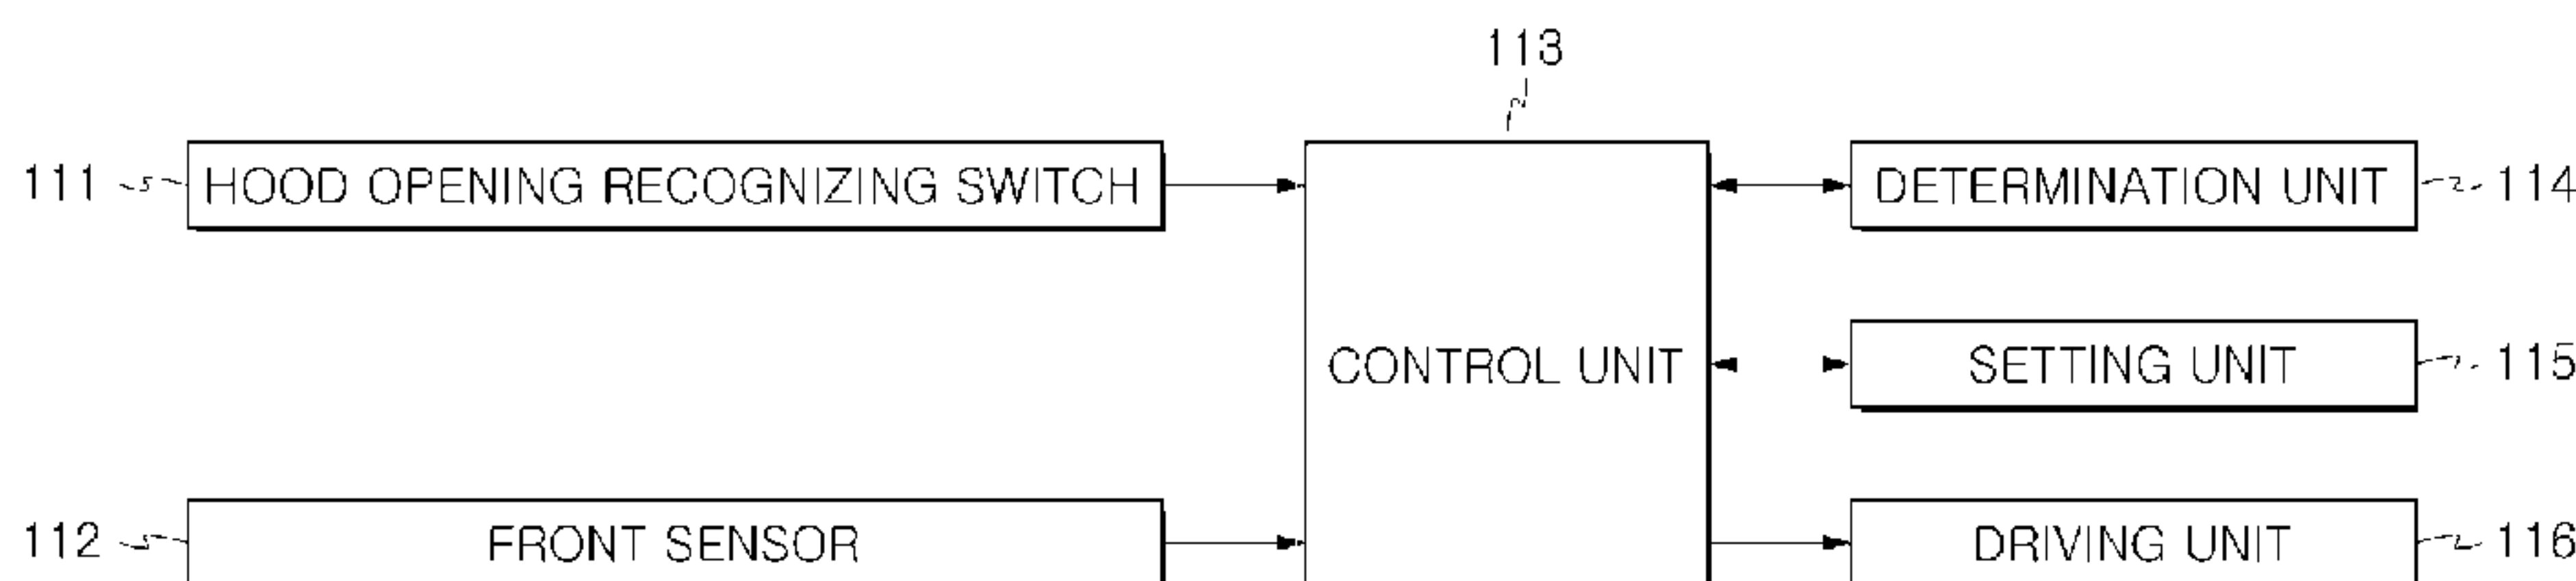 113
111 HOOD OPENING RECOGNIZING SWITCH DETERMINATION UNIT 114
CONTROL UNIT SETTING UNIT 115
112 FRONT SENSOR DRIVING UNIT 116